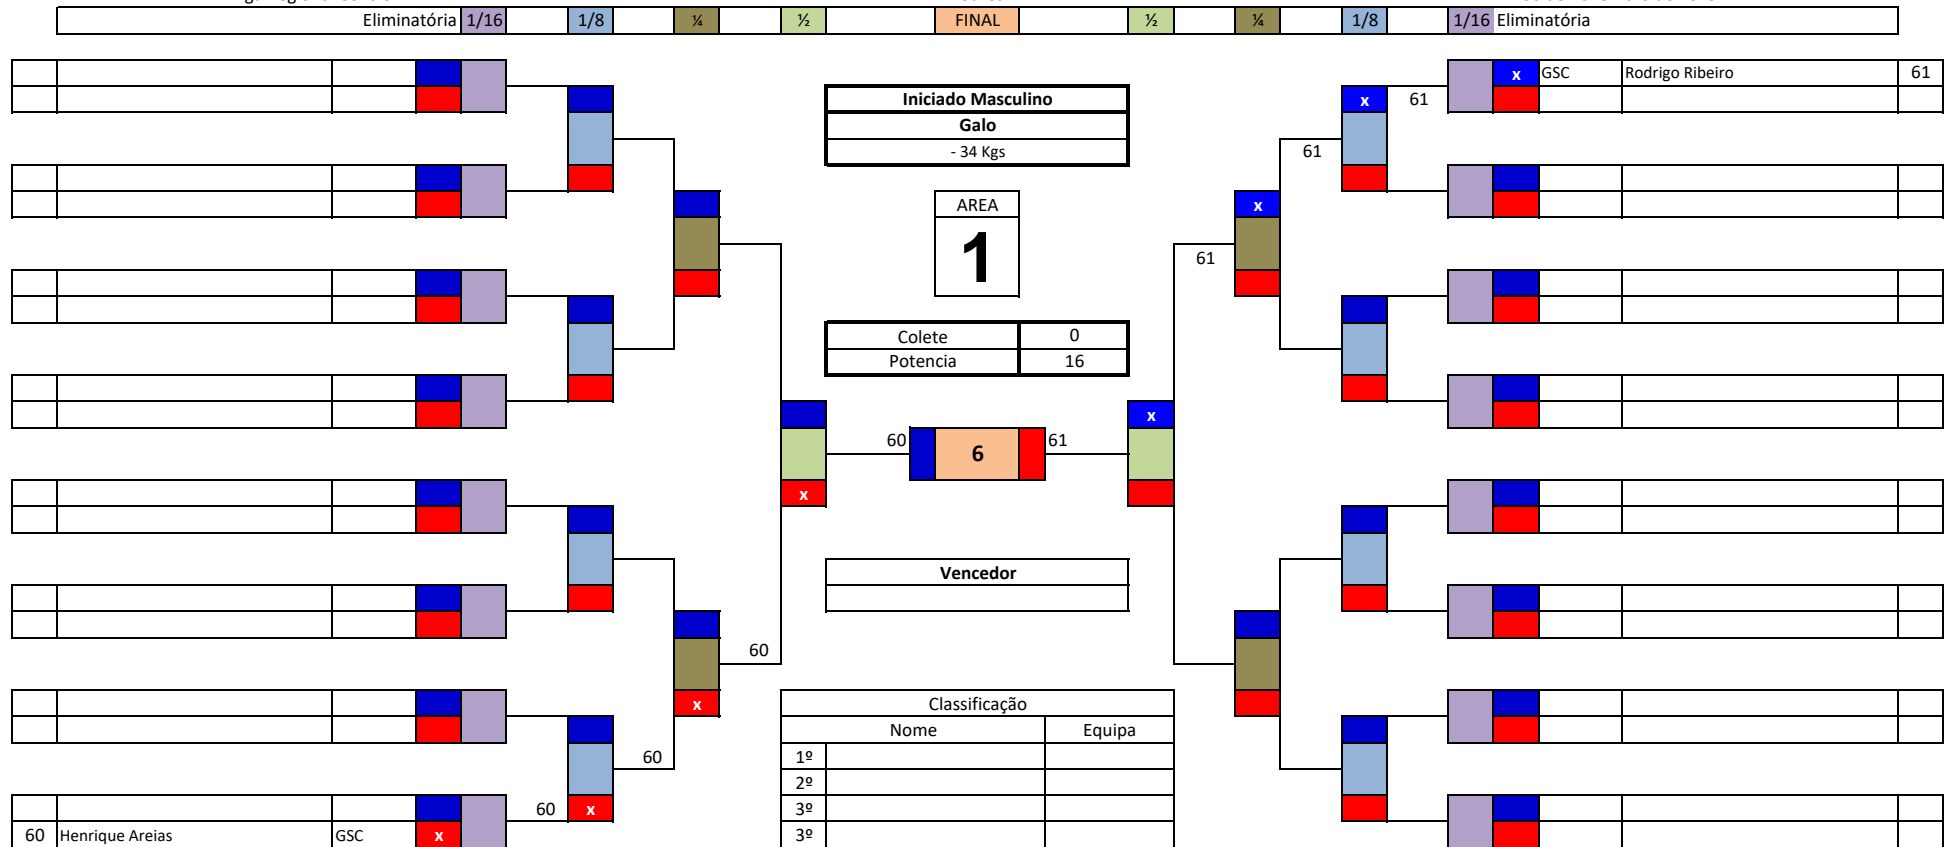 Eliminatória 1/16 1/8 ¼ ½ FINAL ½ ¼ 1/8 1/16 Eliminatória
x GSC Rodrigo Ribeiro 61
Iniciado Masculino
x 61
Galo
- 34 Kgs
61
AREA
x
1
61
Colete 0
Potencia 16
x
60 6 61
x
Vencedor
60
x
Classificação
Nome Equipa
60 1º
2º
60 x 3º
60 Henrique Areias GSC x 3º